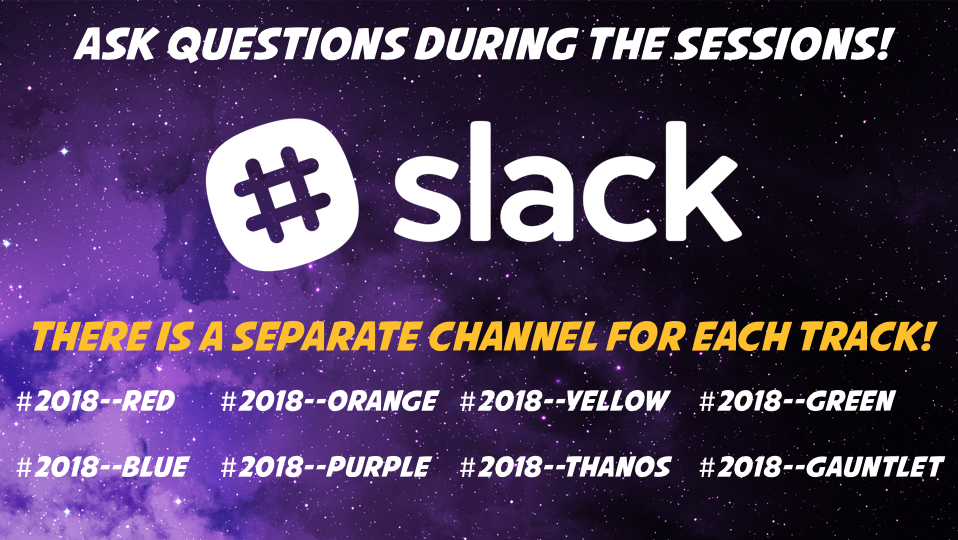 ASK QUESTIONS DURING THE SESSIONS!
slack
THERE IS A SEPARATE CHANNEL FOR EACH TRACK!
#2018--RED #2018--ORANGE #2018--YELLOW #2018--GREEN
#2018--BLUE #2018--PURPLE #2018--THANOS #2018--GAUNTLET